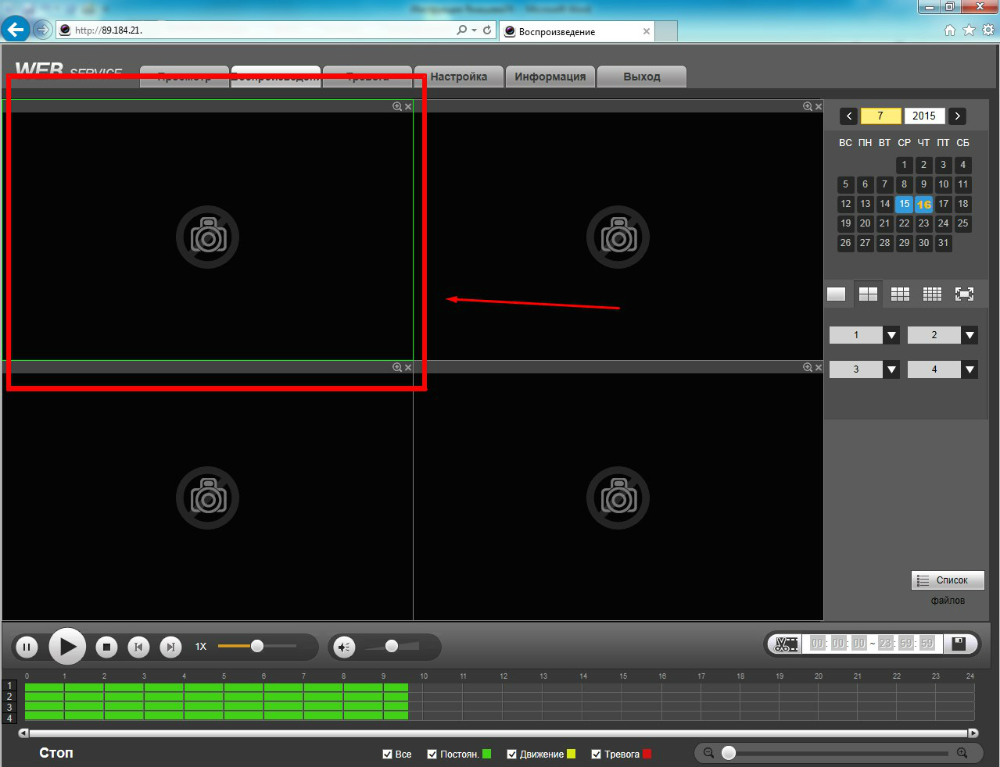 http://89.184.21.
Воспроизведение
WEB SERVICE
Просмотр Воспроизведен Тревога Настройка Информация Выход
7 2015
ВС ПН ВТ СР ЧТ ПТ СБ
1 2 3 4
5 6 7 8 9 10 11
12 13 14 15 16 17 18
19 20 21 22 23 24 25
26 27 28 29 30 31
1 2
3 4
Список
файлов
1X
00 : 00 : 00 ~ 23 : 59 : 59
0 1 2 3 4 5 6 7 8 9 10 11 12 13 14 15 16 17 18 19 20 21 22 23 24
1
2
3
4
Стоп
Все Постоян. Движение Тревога